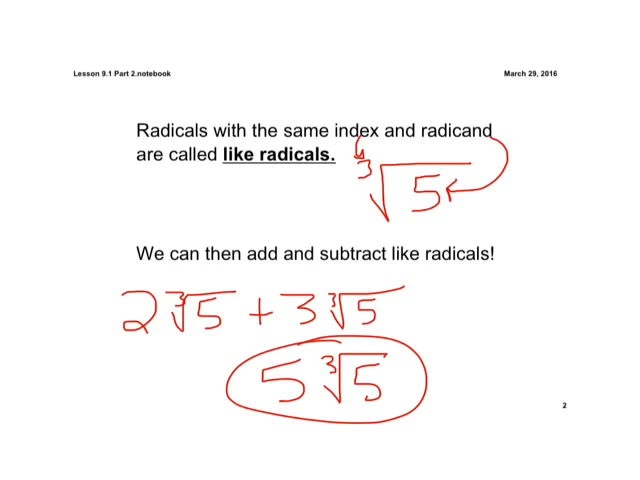 Lesson 9.1 Part 2.notebook March 29, 2016
Radicals with the same index and radicand
are called like radicals.
∛5
We can then add and subtract like radicals!
2∛5 + 3∛5
5∛5
2